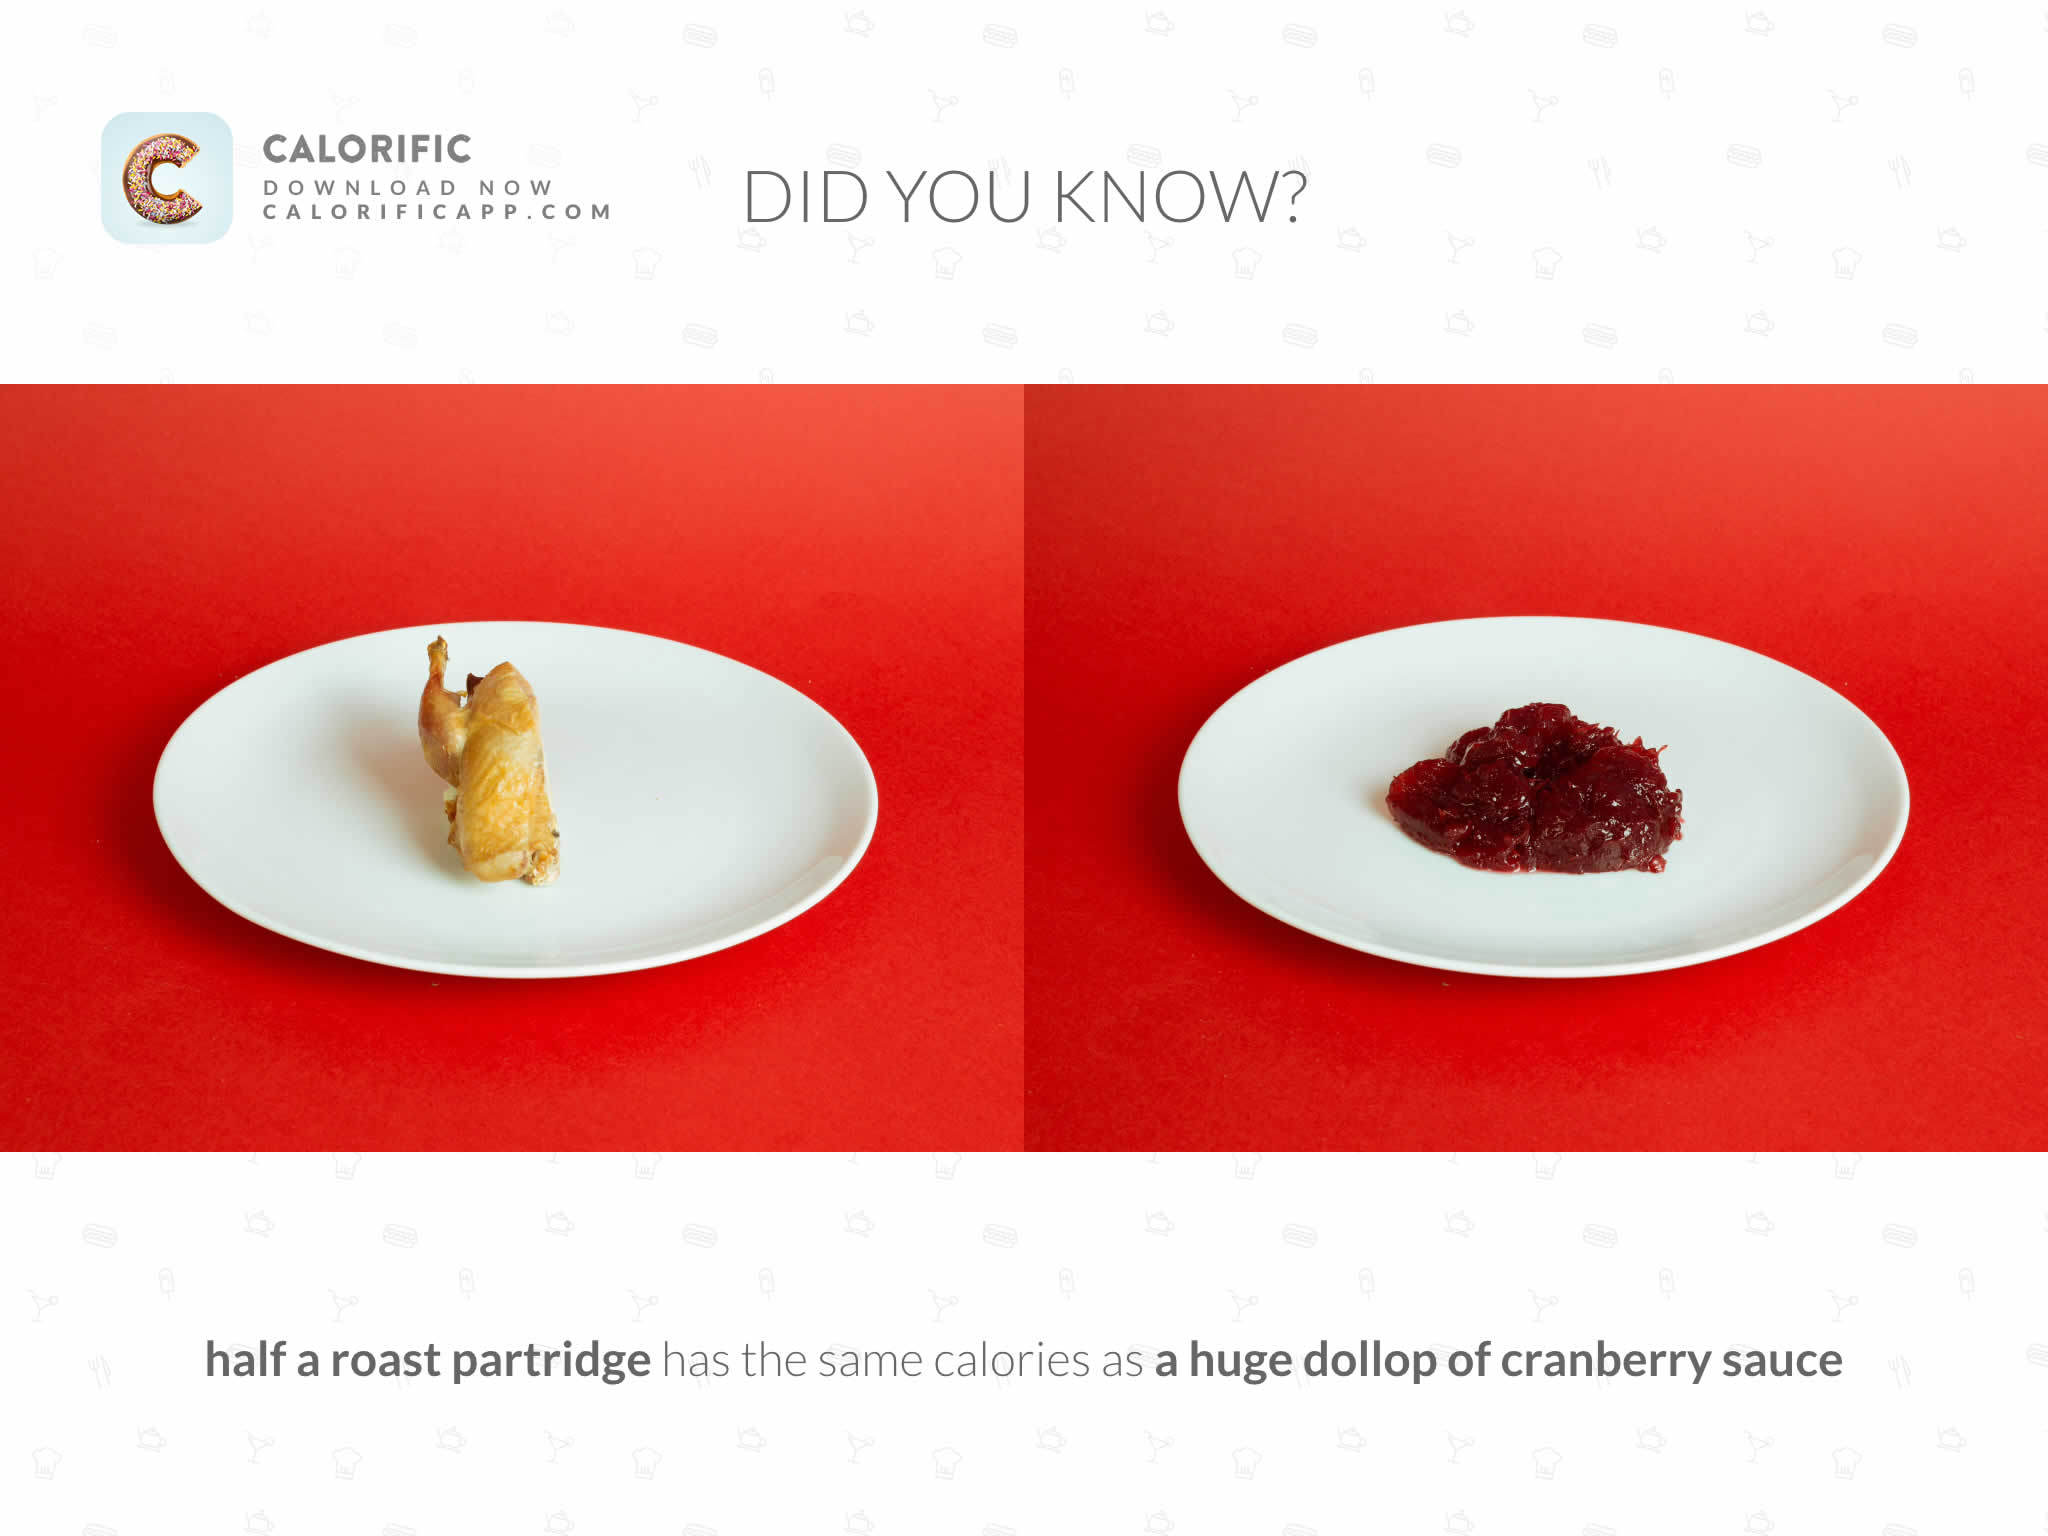 CALORIFIC
DOWNLOAD NOW
CALORIFICAPP.COM
DID YOU KNOW?
half a roast partridge has the same calories as a huge dollop of cranberry sauce